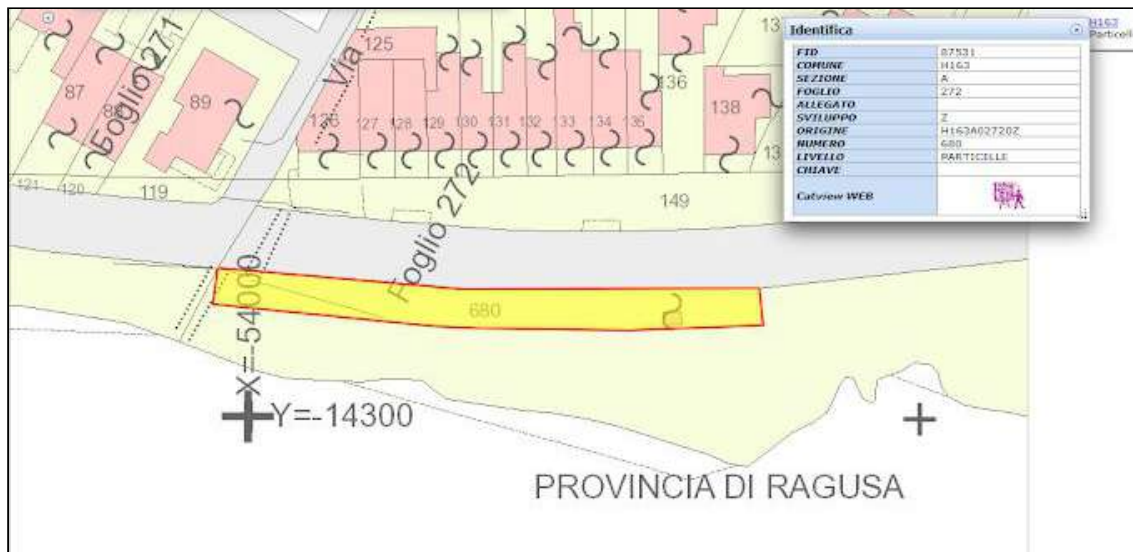 Identifica
FID 87531
COMUNE H163
SEZIONE A
FOGLIO 272
ALLEGATO
SVILUPPO Z
ORIGINE H163A02720Z
NUMERO 680
LIVELLO PARTICELLE
CHIAVE
Catview WEB
H163
Particell
125
Via
Foglio 271
87
89
136
138
127
128
129
130
131
132
133
134
135
121
120
119
149
Foglio 272
680
X=-54000
Y=-14300
PROVINCIA DI RAGUSA